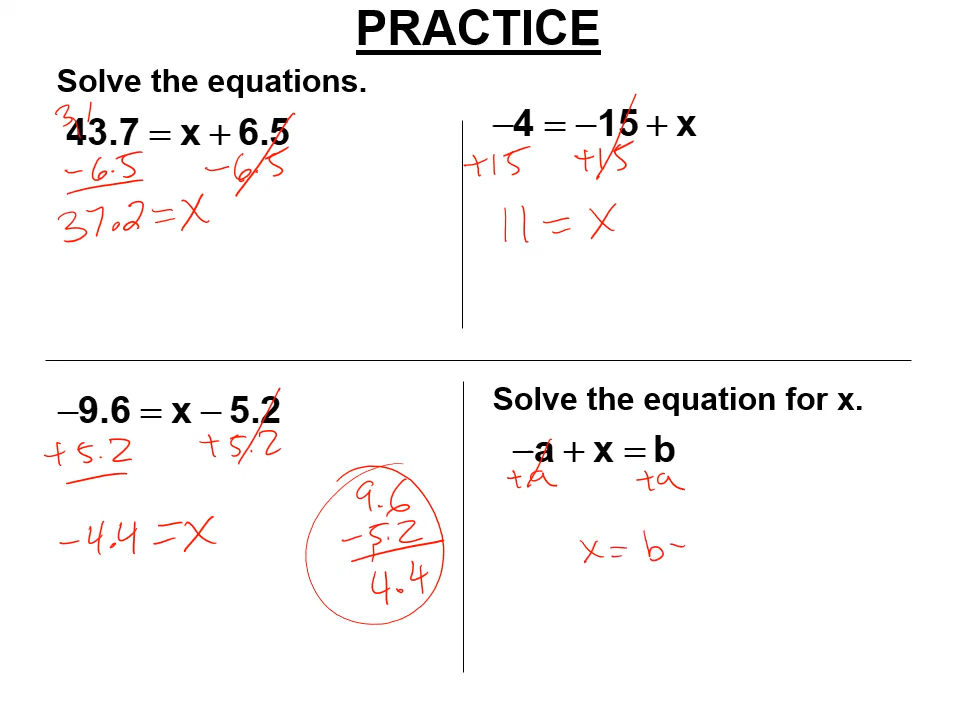 PRACTICE
Solve the equations.
3 1
43.7 = x + 6.5
-6.5 -6.5
37.2 = x
-4 = -15 + x
+15 +15
11 = x
-9.6 = x - 5.2
+5.2 +5.2
-4.4 = x
9.6
-5.2
4.4
Solve the equation for x.
-a + x = b
+a +a
x = b -